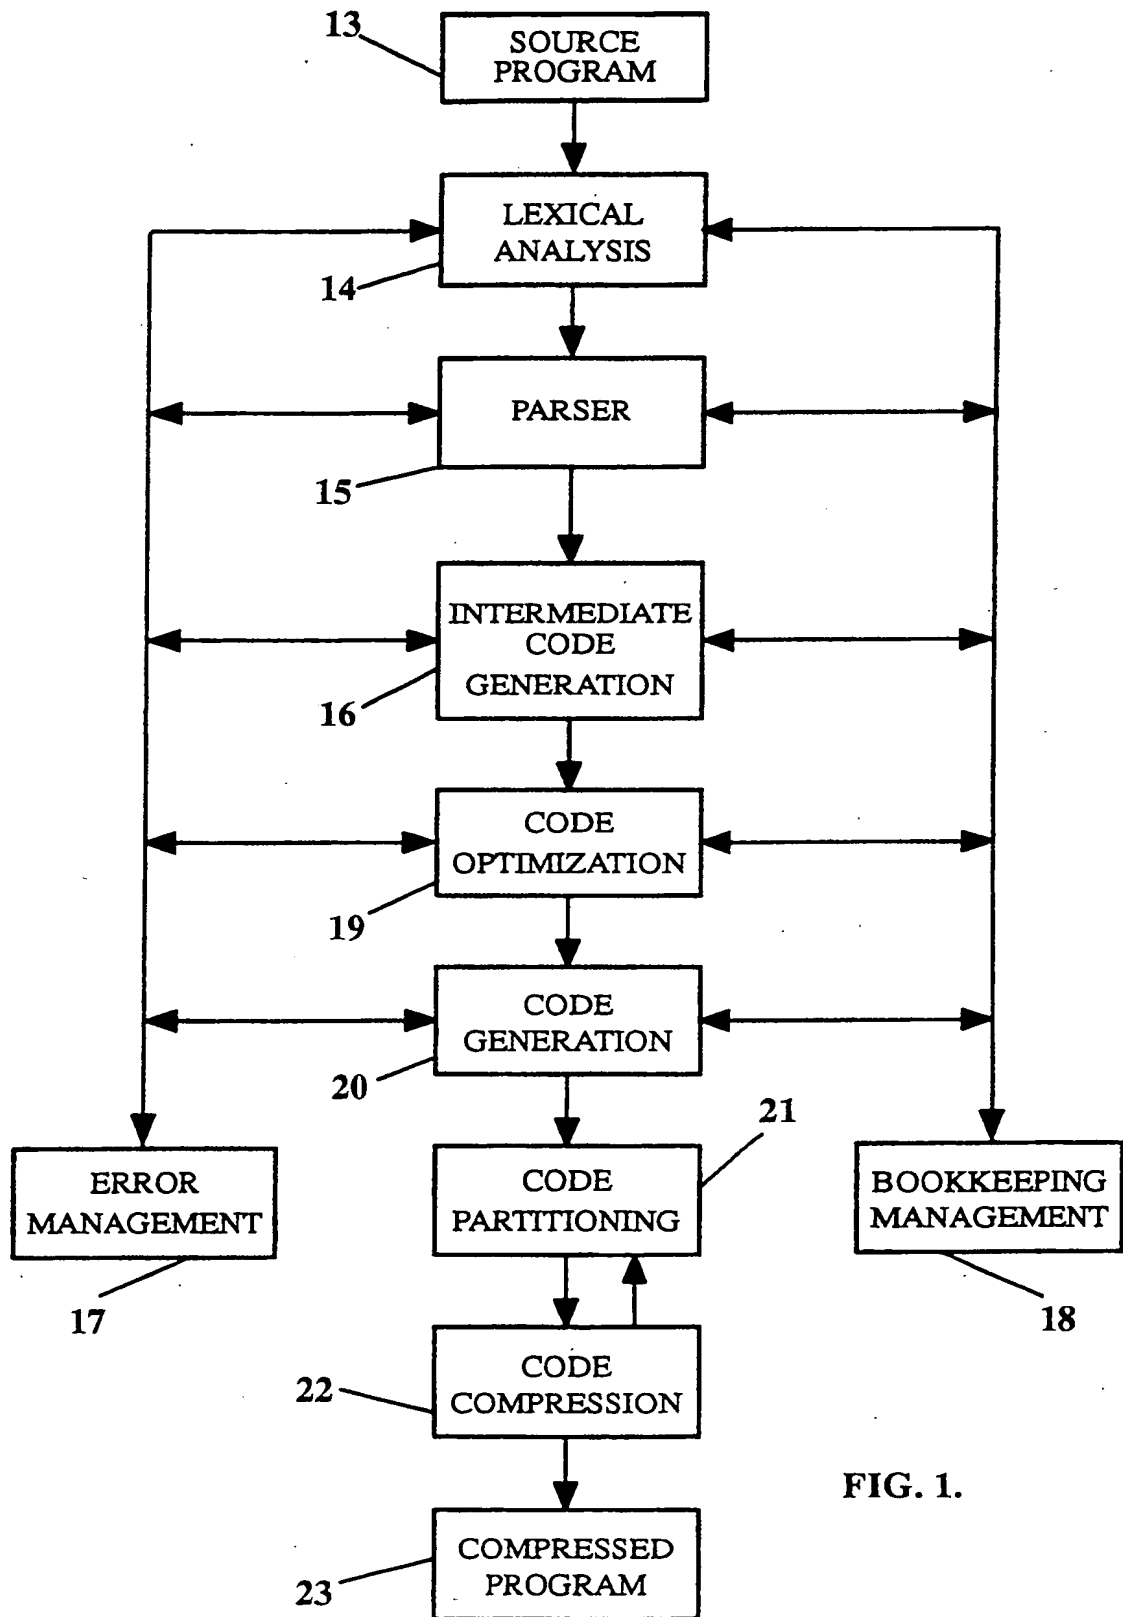 13
SOURCE
PROGRAM
LEXICAL
ANALYSIS
14
PARSER
15
INTERMEDIATE
CODE
GENERATION
16
CODE
OPTIMIZATION
19
CODE
GENERATION
20
21
ERROR
MANAGEMENT
17
CODE
PARTITIONING
BOOKKEEPING
MANAGEMENT
18
CODE
COMPRESSION
22
FIG. 1.
COMPRESSED
PROGRAM
23